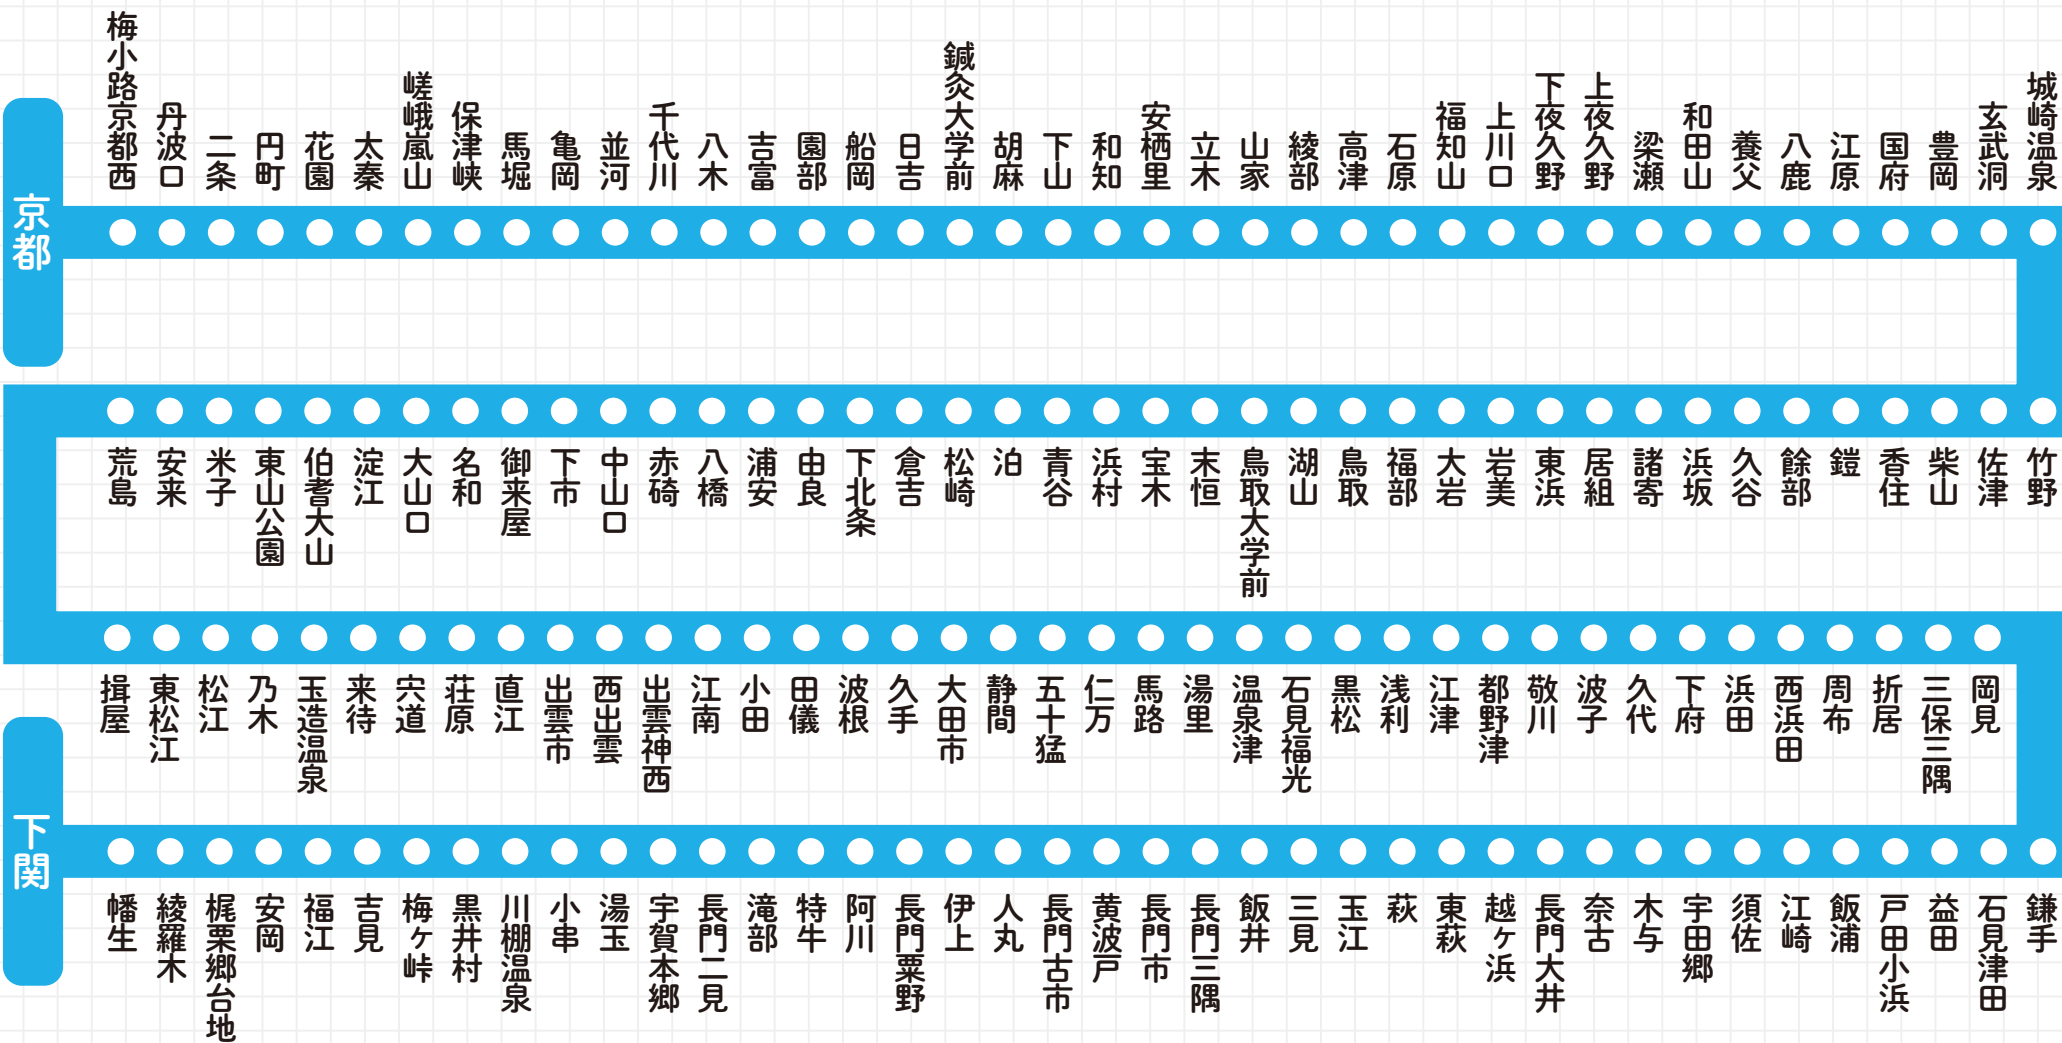 京都
梅小路京都西
丹波口
二条
円町
花園
太秦
嵯峨嵐山
保津峡
馬堀
亀岡
並河
千代川
八木
吉富
園部
船岡
日吉
鍼灸大学前
胡麻
下山
和知
安栖里
立木
山家
綾部
高津
石原
福知山
上川口
下夜久野
上夜久野
梁瀬
和田山
養父
八鹿
江原
国府
豊岡
玄武洞
城崎温泉
竹野
佐津
柴山
香住
鎧
餘部
久谷
浜坂
諸寄
居組
東浜
岩美
大岩
福部
鳥取
湖山
鳥取大学前
末恒
宝木
浜村
青谷
泊
松崎
倉吉
下北条
由良
浦安
八橋
赤碕
中山口
下市
御来屋
名和
大山口
淀江
伯耆大山
東山公園
米子
安来
荒島
揖屋
東松江
松江
乃木
玉造温泉
来待
宍道
荘原
直江
出雲市
西出雲
出雲神西
江南
小田
田儀
波根
久手
大田市
静間
五十猛
仁万
馬路
湯里
温泉津
石見福光
黒松
浅利
江津
都野津
敬川
波子
久代
下府
浜田
西浜田
周布
折居
三保三隅
岡見
鎌手
石見津田
益田
戸田小浜
飯浦
江崎
須佐
宇田郷
木与
奈古
長門大井
越ヶ浜
東萩
萩
玉江
三見
飯井
長門三隅
長門市
黄波戸
長門古市
人丸
伊上
長門粟野
阿川
特牛
滝部
長門二見
宇賀本郷
湯玉
小串
川棚温泉
黒井村
梅ヶ峠
吉見
福江
安岡
梶栗郷台地
綾羅木
幡生
下関